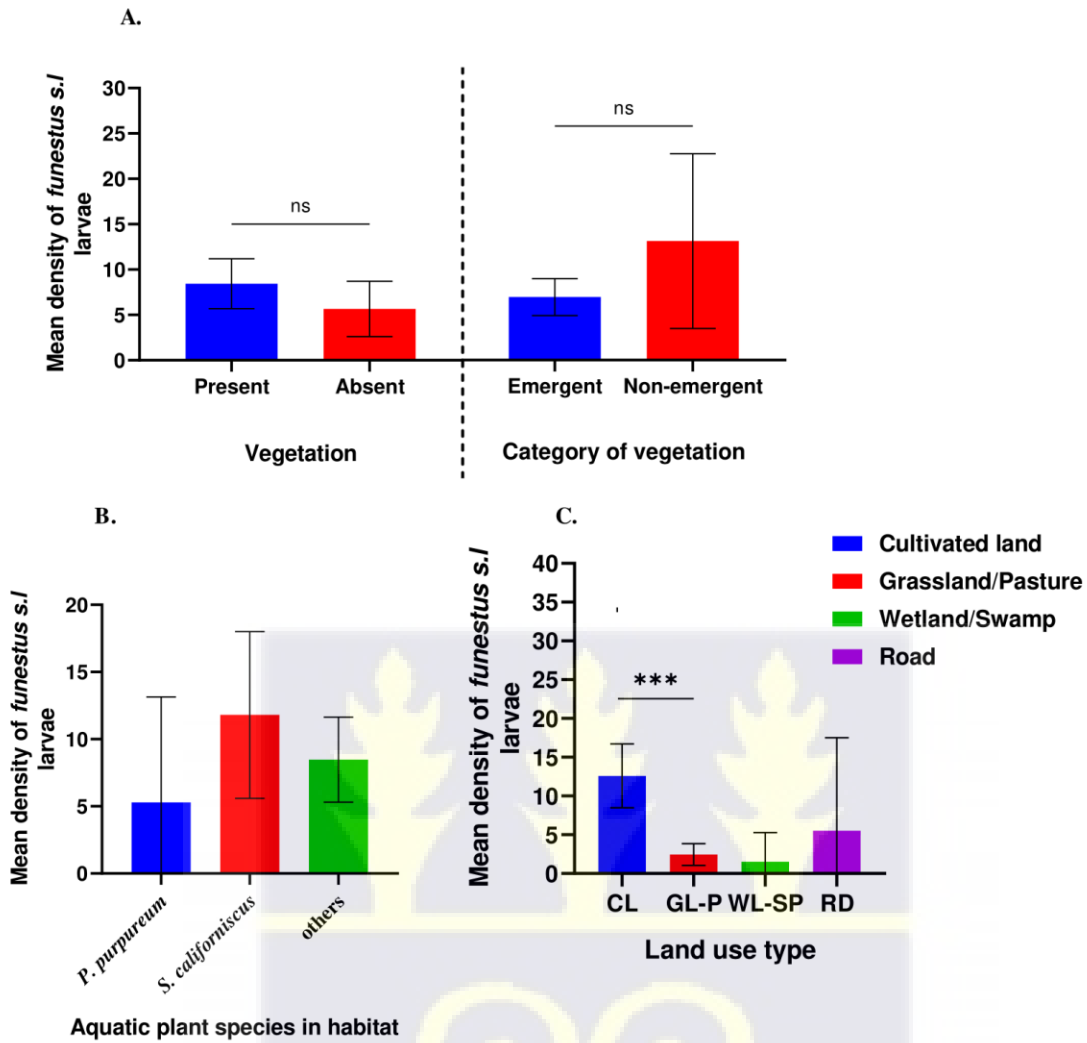 A.
Mean density of funestus s.l
larvae
30
25
20
15
10
5
0
ns
ns
Present
Absent
Emergent
Non-emergent
Vegetation
Category of vegetation
B.
Mean density of funestus s.l
larvae
20
15
10
5
0
P. purpureum
S. californiscus
others
Aquatic plant species in habitat
C.
Mean density of funestus s.l
larvae
40
35
30
25
20
15
10
5
0
***
CL
GL-P
WL-SP
RD
Land use type
Cultivated land
Grassland/Pasture
Wetland/Swamp
Road